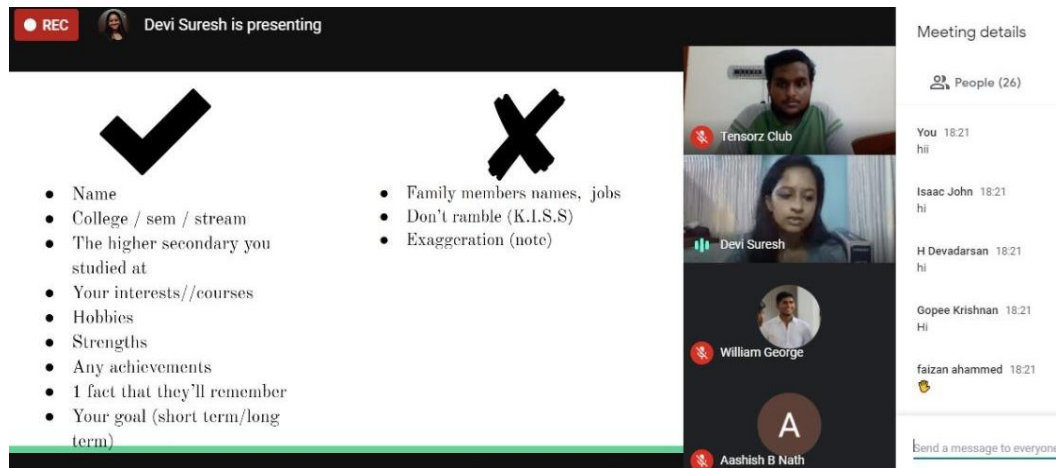 REC
Devi Suresh is presenting
● Name
● College / sem / stream
● The higher secondary you
studied at
● Your interests//courses
● Hobbies
● Strengths
● Any achievements
● 1 fact that they'll remember
● Your goal (short term/long
term)
● Family members names, jobs
● Don't ramble (K.I.S.S)
● Exaggeration (note)
Tensorz Club
Devi Suresh
William George
A
Aashish B Nath
Meeting details
People (26)
You 18:21
hii
Isaac John 18:21
hi
H Devadarsan 18:21
hi
Gopee Krishnan 18:21
Hi
faizan ahammed 18:21
Send a message to everyone